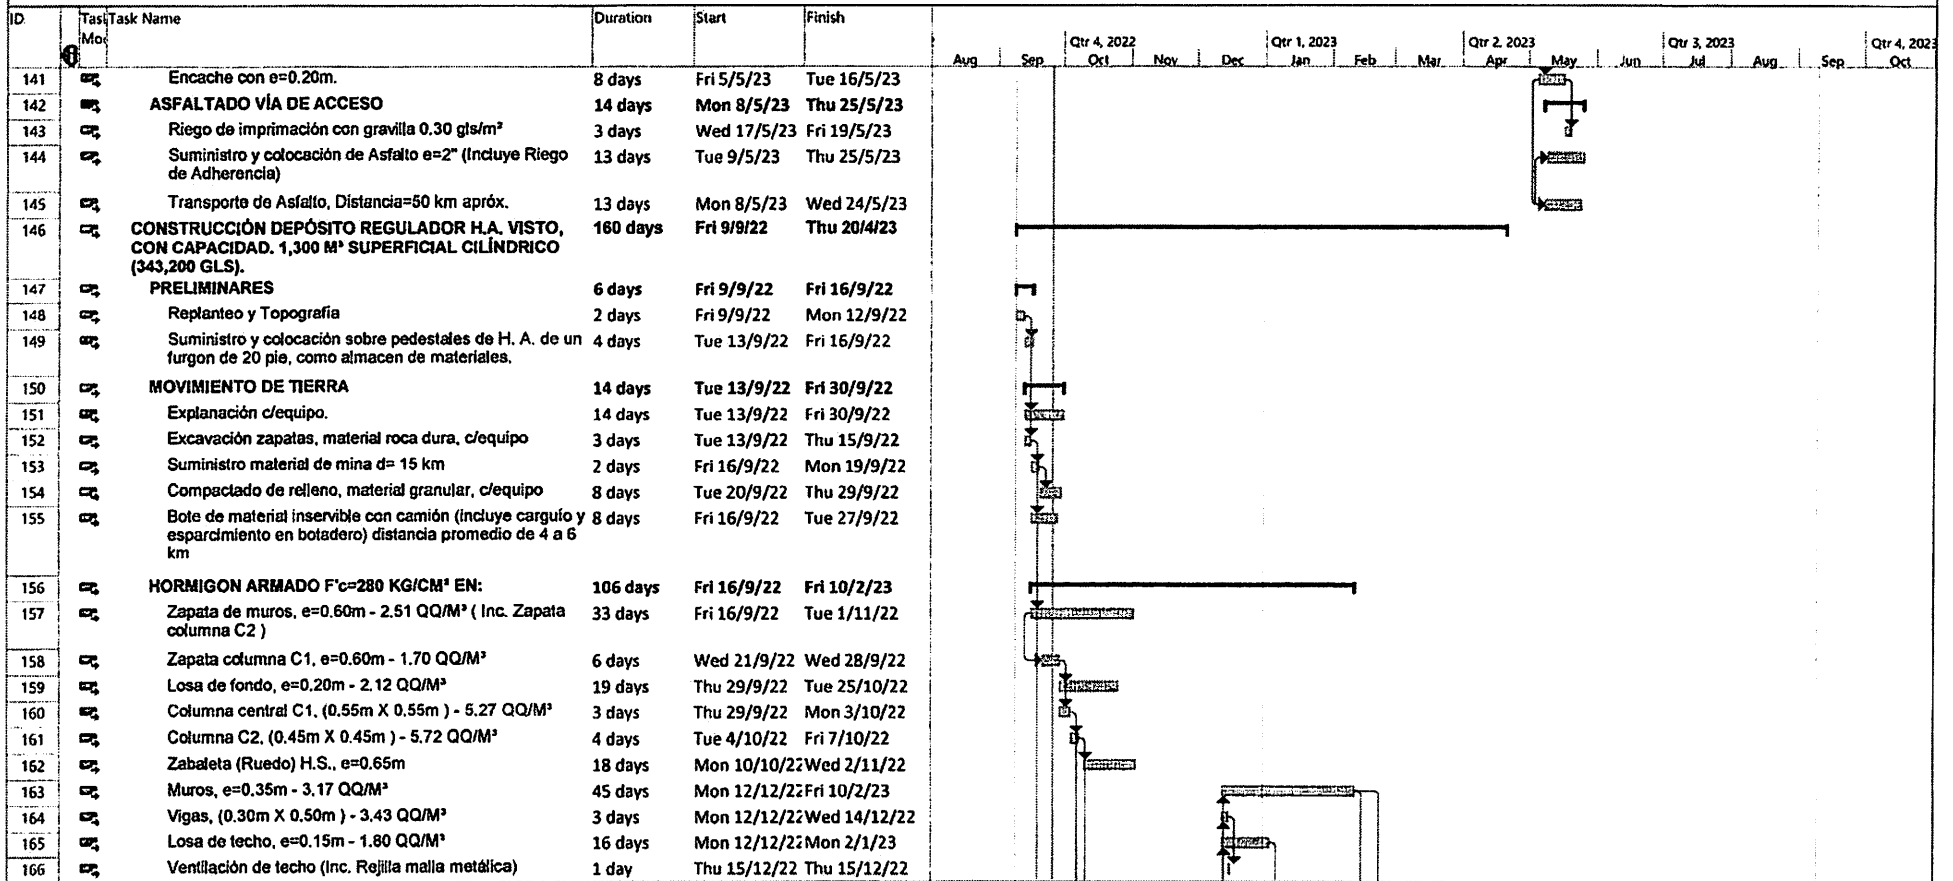 ID Task Task Name Duration Start Finish
Mod
Qtr 4, 2022 Qtr 1, 2023 Qtr 2, 2023 Qtr 3, 2023 Qtr 4, 2023
Aug Sep Oct Nov Dec Jan Feb Mar Apr May Jun Jul Aug Sep Oct
141 Encache con e=0.20m. 8 days Fri 5/5/23 Tue 16/5/23
142 ASFALTADO VÍA DE ACCESO 14 days Mon 8/5/23 Thu 25/5/23
143 Riego de imprimación con gravilla 0.30 gls/m² 3 days Wed 17/5/23 Fri 19/5/23
144 Suministro y colocación de Asfalto e=2" (Incluye Riego 13 days Tue 9/5/23 Thu 25/5/23
de Adherencia)
145 Transporte de Asfalto, Distancia=50 km apróx. 13 days Mon 8/5/23 Wed 24/5/23
146 CONSTRUCCIÓN DEPÓSITO REGULADOR H.A. VISTO, 160 days Fri 9/9/22 Thu 20/4/23
CON CAPACIDAD. 1,300 M³ SUPERFICIAL CILÍNDRICO
(343,200 GLS).
147 PRELIMINARES 6 days Fri 9/9/22 Fri 16/9/22
148 Replanteo y Topografía 2 days Fri 9/9/22 Mon 12/9/22
149 Suministro y colocación sobre pedestales de H. A. de un 4 days Tue 13/9/22 Fri 16/9/22
furgon de 20 pie, como almacen de materiales.
150 MOVIMIENTO DE TIERRA 14 days Tue 13/9/22 Fri 30/9/22
151 Explanación c/equipo. 14 days Tue 13/9/22 Fri 30/9/22
152 Excavación zapatas, material roca dura, c/equipo 3 days Tue 13/9/22 Thu 15/9/22
153 Suministro material de mina d= 15 km 2 days Fri 16/9/22 Mon 19/9/22
154 Compactado de relleno, material granular, c/equipo 8 days Tue 20/9/22 Thu 29/9/22
155 Bote de material inservible con camión (incluye carguío y 8 days Fri 16/9/22 Tue 27/9/22
esparcimiento en botadero) distancia promedio de 4 a 6
km
156 HORMIGON ARMADO F'c=280 KG/CM² EN: 106 days Fri 16/9/22 Fri 10/2/23
157 Zapata de muros, e=0.60m - 2.51 QQ/M³ ( Inc. Zapata 33 days Fri 16/9/22 Tue 1/11/22
columna C2 )
158 Zapata columna C1, e=0.60m - 1.70 QQ/M³ 6 days Wed 21/9/22 Wed 28/9/22
159 Losa de fondo, e=0.20m - 2.12 QQ/M³ 19 days Thu 29/9/22 Tue 25/10/22
160 Columna central C1, (0.55m X 0.55m ) - 5.27 QQ/M³ 3 days Thu 29/9/22 Mon 3/10/22
161 Columna C2, (0.45m X 0.45m ) - 5.72 QQ/M³ 4 days Tue 4/10/22 Fri 7/10/22
162 Zabaleta (Ruedo) H.S., e=0.65m 18 days Mon 10/10/22 Wed 2/11/22
163 Muros, e=0.35m - 3.17 QQ/M³ 45 days Mon 12/12/22 Fri 10/2/23
164 Vigas, (0.30m X 0.50m ) - 3.43 QQ/M³ 3 days Mon 12/12/22 Wed 14/12/22
165 Losa de techo, e=0.15m - 1.80 QQ/M³ 16 days Mon 12/12/22 Mon 2/1/23
166 Ventilación de techo (Inc. Rejilla malla metálica) 1 day Thu 15/12/22 Thu 15/12/22